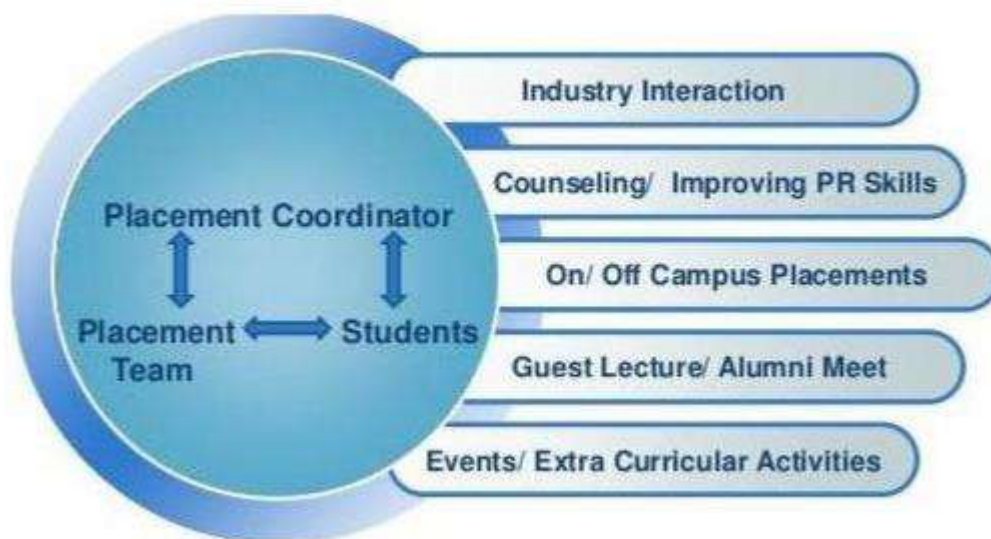 Placement Coordinator
Placement
Team
Students
Industry Interaction
Counseling/ Improving PR Skills
On/ Off Campus Placements
Guest Lecture/ Alumni Meet
Events/ Extra Curricular Activities